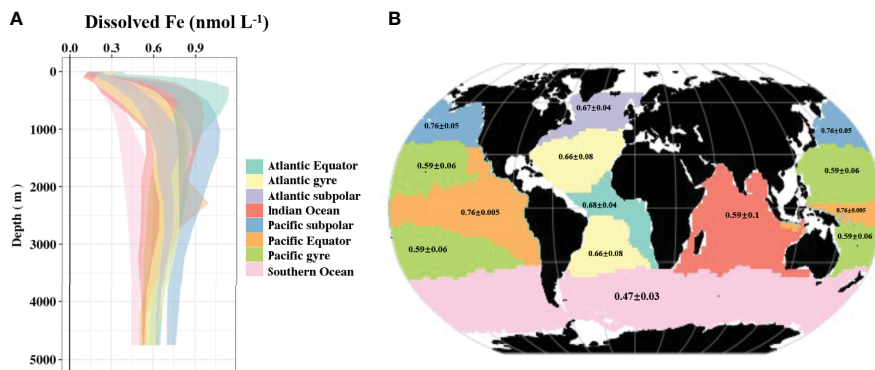 A
Dissolved Fe (nmol L-1)
0.0 0.3 0.6 0.9
0
1000
2000
3000
4000
5000
Depth ( m )
Atlantic Equator
Atlantic gyre
Atlantic subpolar
Indian Ocean
Pacific subpolar
Pacific Equator
Pacific gyre
Southern Ocean
B
0.67±0.04
0.76±0.05
0.76±0.05
0.66±0.08
0.59±0.06
0.59±0.06
0.68±0.04
0.59±0.1
0.76±0.005
0.76±0.005
0.59±0.06
0.59±0.06
0.66±0.08
0.47±0.03